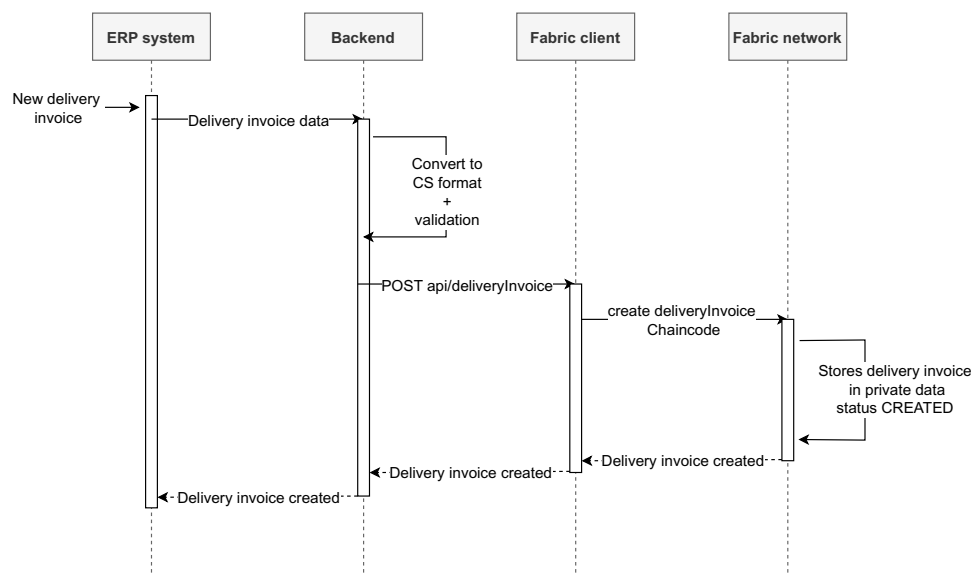 ERP system
Backend
Fabric client
Fabric network
New delivery
invoice
Delivery invoice data
Convert to
CS format
+
validation
POST api/deliveryInvoice
create deliveryInvoice
Chaincode
Stores delivery invoice
in private data
status CREATED
Delivery invoice created
Delivery invoice created
Delivery invoice created